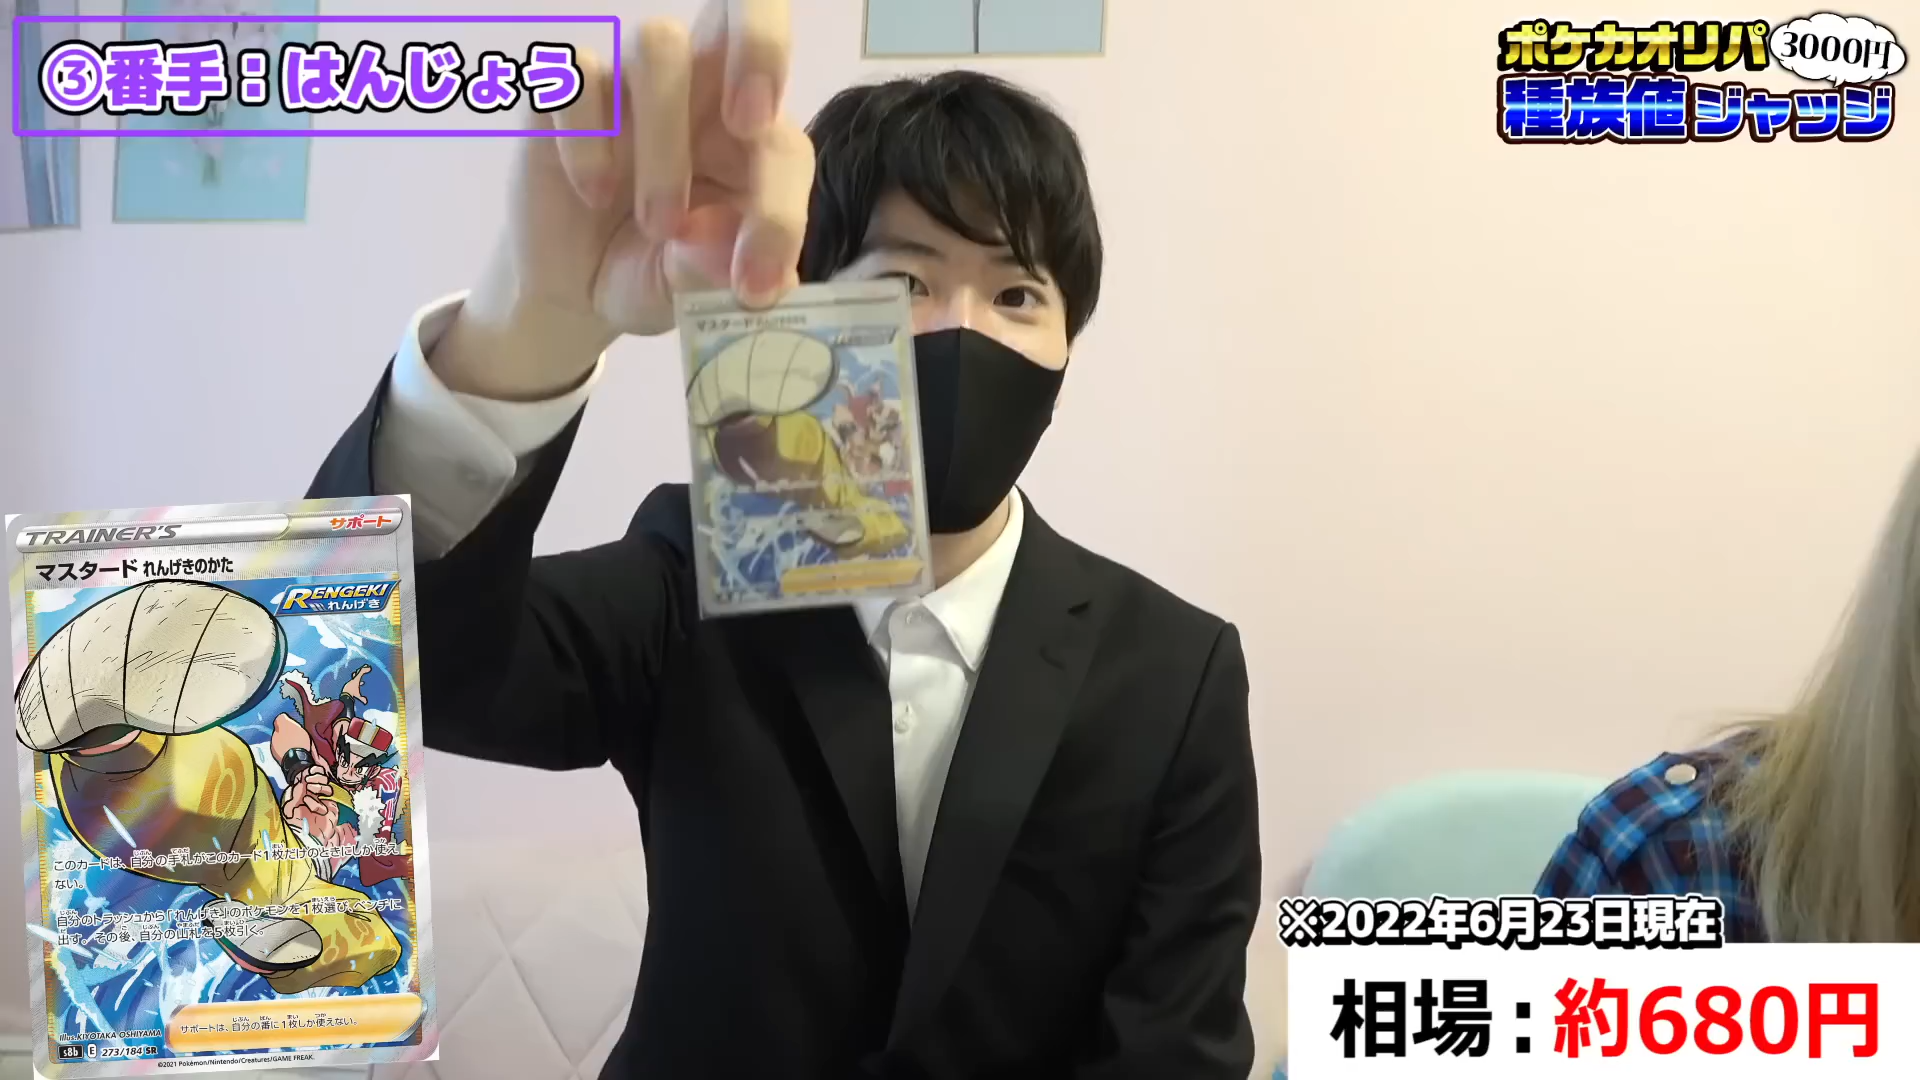 ③番手：はんじょう
ポケカオリパ
3000円
種族値ジャッジ
マスタード
TRAINER'S
サポート
マスタード れんげきのかた
RENGEKI
れんげき
このカードは、自分の手札がこのカード1枚だけのときにしか使え
ない。
自分のトラッシュから「れんげき」のポケモンを1枚選び、ベンチに
出す。その後、自分の山札を5枚引く。
サポートは、自分の番に1枚しか使えない。
illus. KIYOTAKA OSHIYAMA
s8b E 273/184 SR
©2021 Pokémon/Nintendo/Creatures/GAME FREAK.
※2022年6月23日現在
相場：約680円